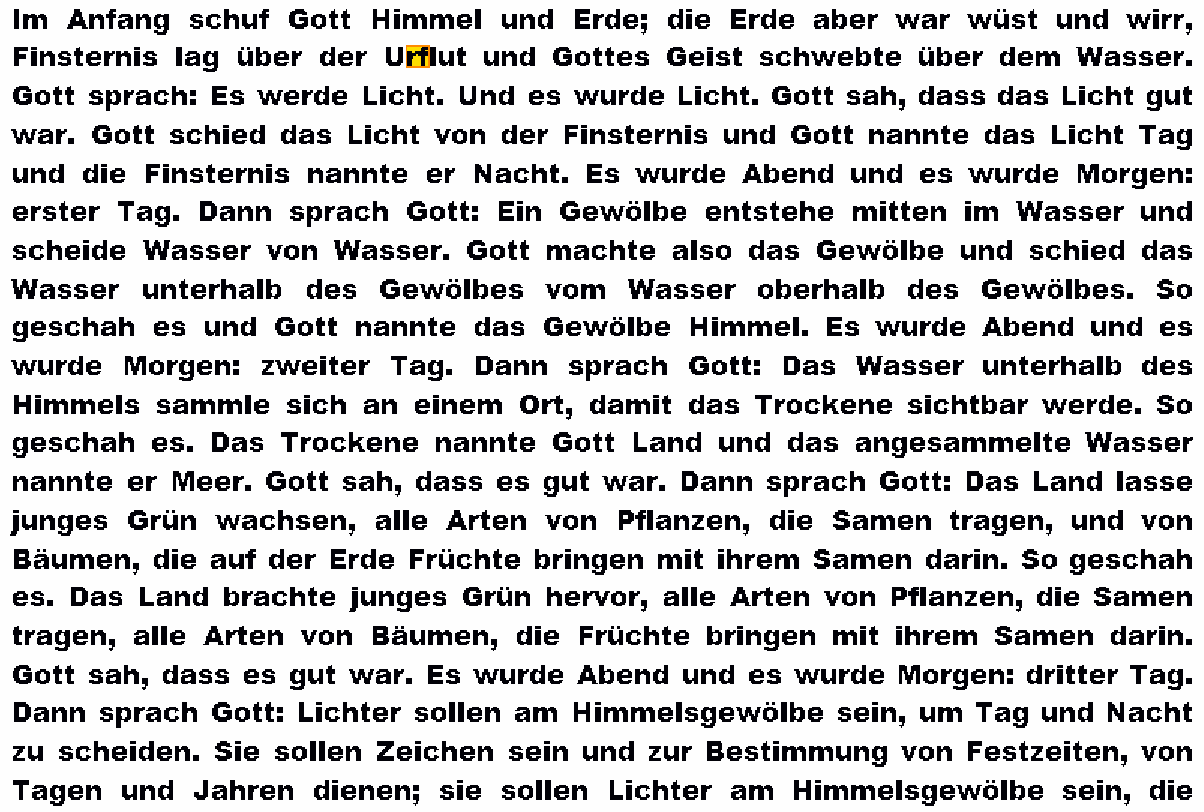 Im Anfang schuf Gott Himmel und Erde; die Erde aber war wüst und wirr,
Finsternis lag über der Urflut und Gottes Geist schwebte über dem Wasser.
Gott sprach: Es werde Licht. Und es wurde Licht. Gott sah, dass das Licht gut
war. Gott schied das Licht von der Finsternis und Gott nannte das Licht Tag
und die Finsternis nannte er Nacht. Es wurde Abend und es wurde Morgen:
erster Tag. Dann sprach Gott: Ein Gewölbe entstehe mitten im Wasser und
scheide Wasser von Wasser. Gott machte also das Gewölbe und schied das
Wasser unterhalb des Gewölbes vom Wasser oberhalb des Gewölbes. So
geschah es und Gott nannte das Gewölbe Himmel. Es wurde Abend und es
wurde Morgen: zweiter Tag. Dann sprach Gott: Das Wasser unterhalb des
Himmels sammle sich an einem Ort, damit das Trockene sichtbar werde. So
geschah es. Das Trockene nannte Gott Land und das angesammelte Wasser
nannte er Meer. Gott sah, dass es gut war. Dann sprach Gott: Das Land lasse
junges Grün wachsen, alle Arten von Pflanzen, die Samen tragen, und von
Bäumen, die auf der Erde Früchte bringen mit ihrem Samen darin. So geschah
es. Das Land brachte junges Grün hervor, alle Arten von Pflanzen, die Samen
tragen, alle Arten von Bäumen, die Früchte bringen mit ihrem Samen darin.
Gott sah, dass es gut war. Es wurde Abend und es wurde Morgen: dritter Tag.
Dann sprach Gott: Lichter sollen am Himmelsgewölbe sein, um Tag und Nacht
zu scheiden. Sie sollen Zeichen sein und zur Bestimmung von Festzeiten, von
Tagen und Jahren dienen; sie sollen Lichter am Himmelsgewölbe sein, die